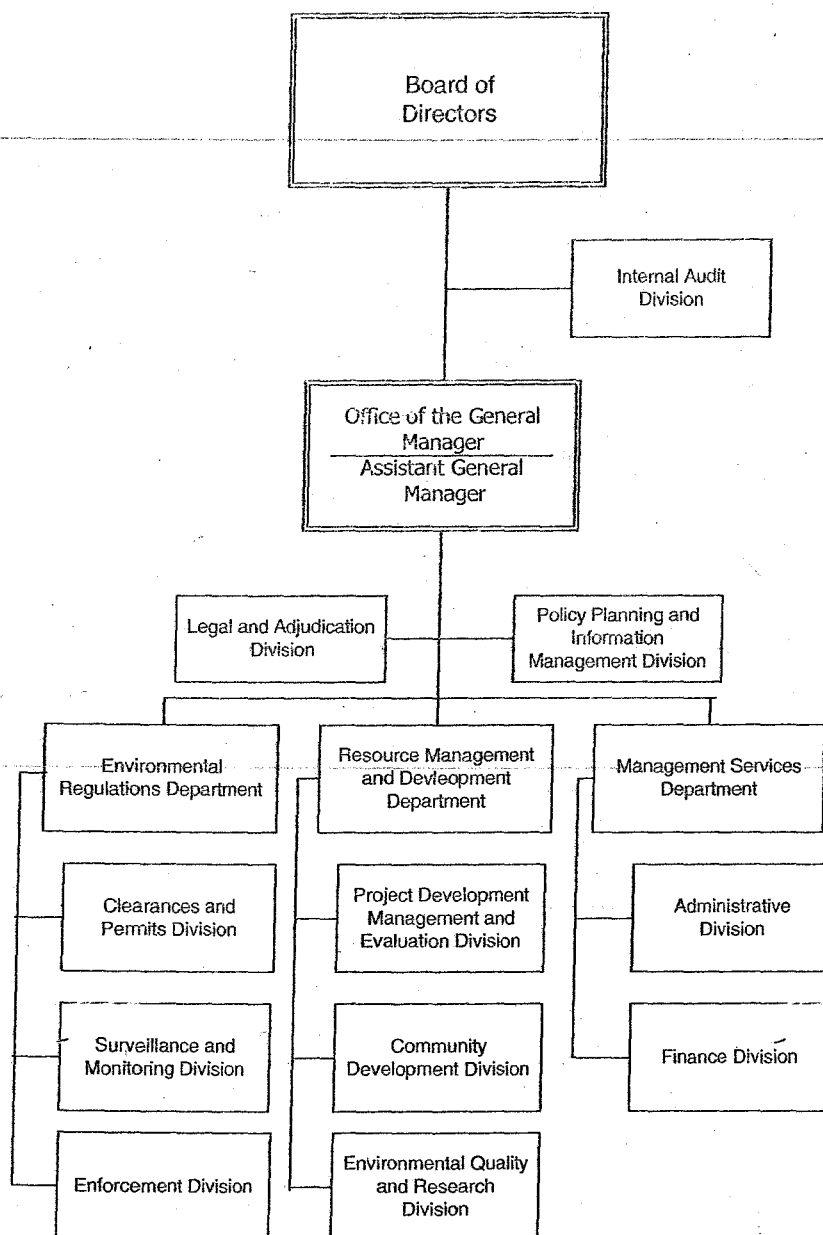 Board of
Directors
Internal Audit
Division
Office of the General
Manager
Assistant General
Manager
Legal and Adjudication
Division
Policy Planning and
Information
Management Division
Environmental
Regulations Department
Resource Management
and Devleopment
Department
Management Services
Department
Clearances and
Permits Division
Project Development
Management and
Evaluation Division
Administrative
Division
Surveillance and
Monitoring Division
Community
Development Division
Finance Division
Enforcement Division
Environmental Quality
and Research
Division